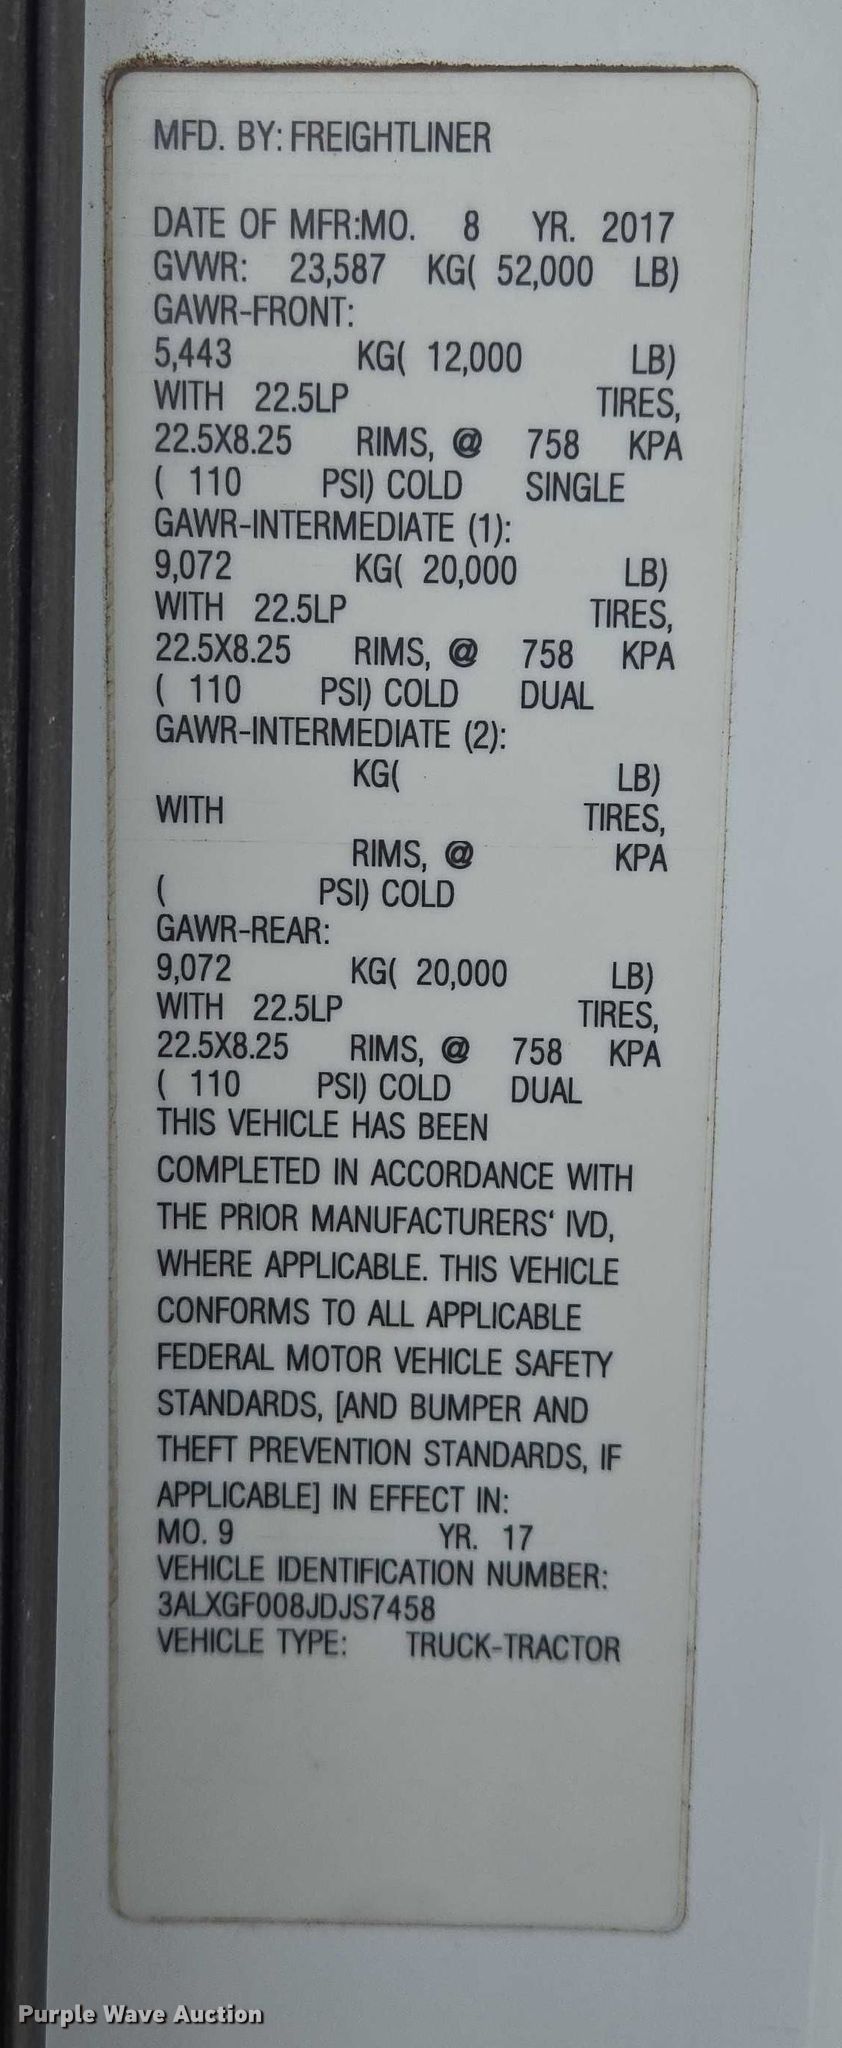 MFD. BY: FREIGHTLINER
DATE OF MFR:MO. 8 YR. 2017
GVWR: 23,587 KG( 52,000 LB)
GAWR-FRONT:
5,443 KG( 12,000 LB)
WITH 22.5LP TIRES,
22.5X8.25 RIMS, @ 758 KPA
( 110 PSI) COLD SINGLE
GAWR-INTERMEDIATE (1):
9,072 KG( 20,000 LB)
WITH 22.5LP TIRES,
22.5X8.25 RIMS, @ 758 KPA
( 110 PSI) COLD DUAL
GAWR-INTERMEDIATE (2):
KG( LB)
WITH TIRES,
RIMS, @ KPA
( PSI) COLD
GAWR-REAR:
9,072 KG( 20,000 LB)
WITH 22.5LP TIRES,
22.5X8.25 RIMS, @ 758 KPA
( 110 PSI) COLD DUAL
THIS VEHICLE HAS BEEN
COMPLETED IN ACCORDANCE WITH
THE PRIOR MANUFACTURERS' IVD,
WHERE APPLICABLE. THIS VEHICLE
CONFORMS TO ALL APPLICABLE
FEDERAL MOTOR VEHICLE SAFETY
STANDARDS, [AND BUMPER AND
THEFT PREVENTION STANDARDS, IF
APPLICABLE] IN EFFECT IN:
MO. 9 YR. 17
VEHICLE IDENTIFICATION NUMBER:
3ALXGF008JDJS7458
VEHICLE TYPE: TRUCK-TRACTOR
Purple Wave Auction